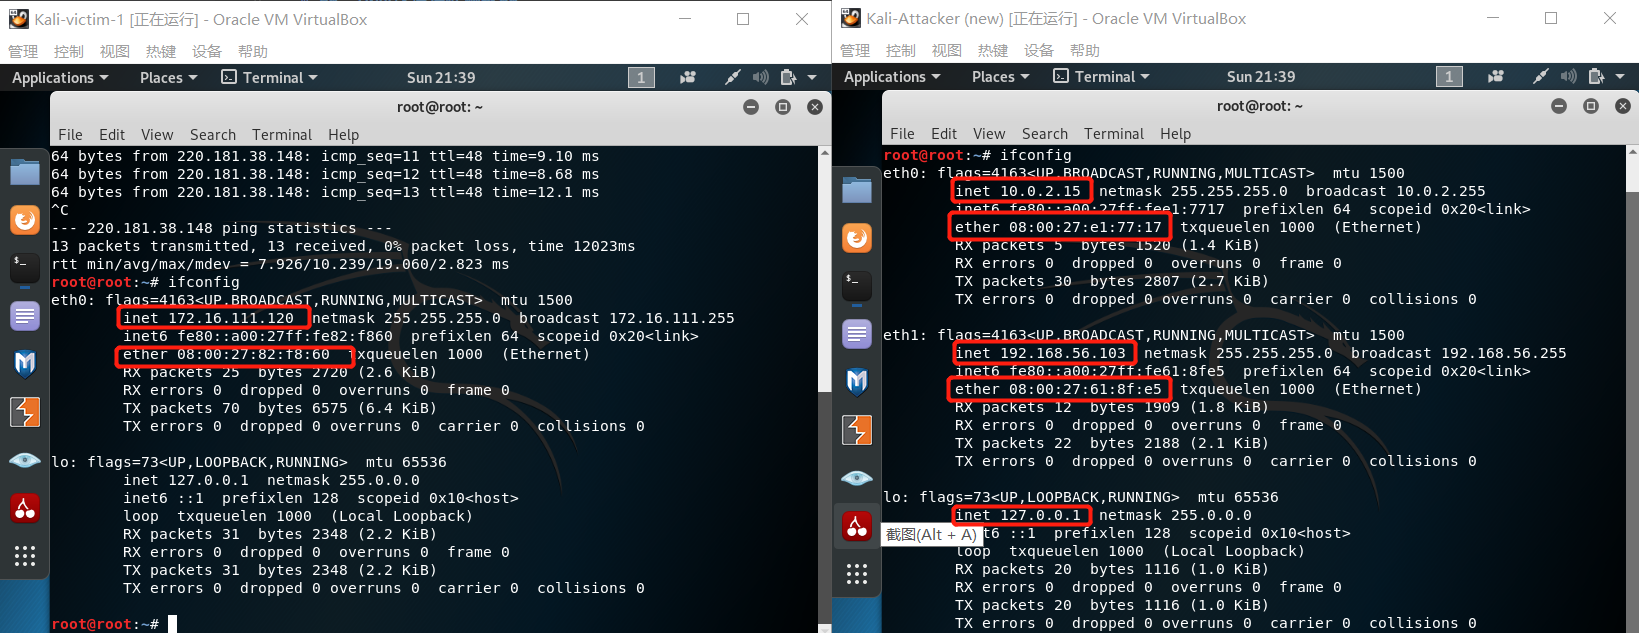 Kali-victim-1 [正在运行] - Oracle VM VirtualBox
管理 控制 视图 热键 设备 帮助
Applications Places Terminal Sun 21:39 1
root@root: ~
File Edit View Search Terminal Help
64 bytes from 220.181.38.148: icmp_seq=11 ttl=48 time=9.10 ms
64 bytes from 220.181.38.148: icmp_seq=12 ttl=48 time=8.68 ms
64 bytes from 220.181.38.148: icmp_seq=13 ttl=48 time=12.1 ms
^C
--- 220.181.38.148 ping statistics ---
13 packets transmitted, 13 received, 0% packet loss, time 12023ms
rtt min/avg/max/mdev = 7.926/10.239/19.060/2.823 ms
root@root:~# ifconfig
eth0: flags=4163<UP,BROADCAST,RUNNING,MULTICAST>  mtu 1500
inet 172.16.111.120  netmask 255.255.255.0  broadcast 172.16.111.255
inet6 fe80::a00:27ff:fe82:f860  prefixlen 64  scopeid 0x20<link>
ether 08:00:27:82:f8:60  txqueuelen 1000  (Ethernet)
RX packets 25  bytes 2720 (2.6 KiB)
RX errors 0  dropped 0  overruns 0  frame 0
TX packets 70  bytes 6575 (6.4 KiB)
TX errors 0  dropped 0 overruns 0  carrier 0  collisions 0
lo: flags=73<UP,LOOPBACK,RUNNING>  mtu 65536
inet 127.0.0.1  netmask 255.0.0.0
inet6 ::1  prefixlen 128  scopeid 0x10<host>
loop  txqueuelen 1000  (Local Loopback)
RX packets 31  bytes 2348 (2.2 KiB)
RX errors 0  dropped 0  overruns 0  frame 0
TX packets 31  bytes 2348 (2.2 KiB)
TX errors 0  dropped 0 overruns 0  carrier 0  collisions 0
root@root:~#
Kali-Attacker (new) [正在运行] - Oracle VM VirtualBox
管理 控制 视图 热键 设备 帮助
Applications Places Terminal Sun 21:39 1
root@root: ~
File Edit View Search Terminal Help
root@root:~# ifconfig
eth0: flags=4163<UP,BROADCAST,RUNNING,MULTICAST>  mtu 1500
inet 10.0.2.15  netmask 255.255.255.0  broadcast 10.0.2.255
inet6 fe80::a00:27ff:fee1:7717  prefixlen 64  scopeid 0x20<link>
ether 08:00:27:e1:77:17  txqueuelen 1000  (Ethernet)
RX packets 5  bytes 1520 (1.4 KiB)
RX errors 0  dropped 0  overruns 0  frame 0
TX packets 30  bytes 2807 (2.7 KiB)
TX errors 0  dropped 0 overruns 0  carrier 0  collisions 0
eth1: flags=4163<UP,BROADCAST,RUNNING,MULTICAST>  mtu 1500
inet 192.168.56.103  netmask 255.255.255.0  broadcast 192.168.56.255
inet6 fe80::a00:27ff:fe61:8fe5  prefixlen 64  scopeid 0x20<link>
ether 08:00:27:61:8f:e5  txqueuelen 1000  (Ethernet)
RX packets 12  bytes 1909 (1.8 KiB)
RX errors 0  dropped 0  overruns 0  frame 0
TX packets 22  bytes 2188 (2.1 KiB)
TX errors 0  dropped 0 overruns 0  carrier 0  collisions 0
lo: flags=73<UP,LOOPBACK,RUNNING>  mtu 65536
inet 127.0.0.1  netmask 255.0.0.0
截图(Alt + A)
t6 ::1  prefixlen 128  scopeid 0x10<host>
loop  txqueuelen 1000  (Local Loopback)
RX packets 20  bytes 1116 (1.0 KiB)
RX errors 0  dropped 0  overruns 0  frame 0
TX packets 20  bytes 1116 (1.0 KiB)
TX errors 0  dropped 0 overruns 0  carrier 0  collisions 0